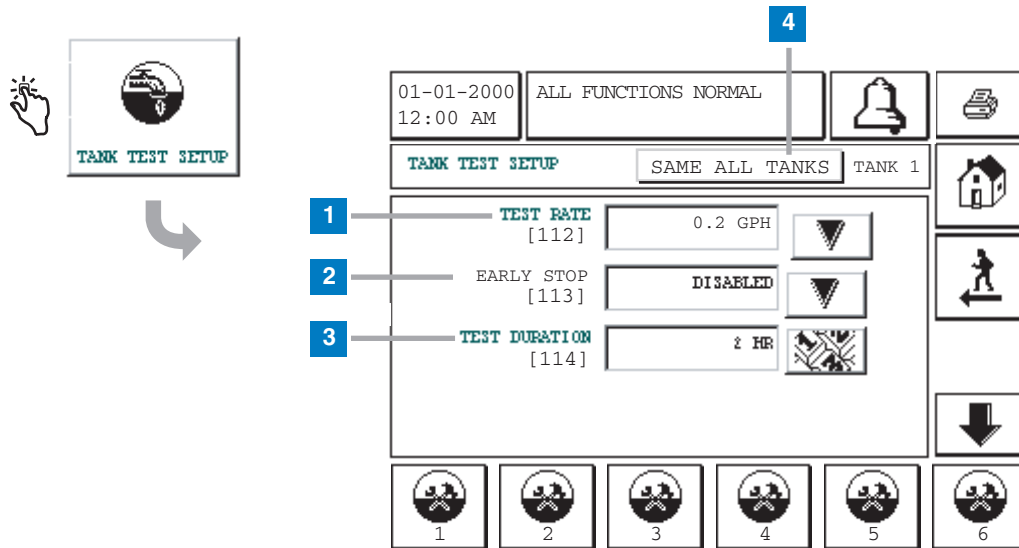 4
TANK TEST SETUP
01-01-2000
12:00 AM
ALL FUNCTIONS NORMAL
TANK TEST SETUP
SAME ALL TANKS
TANK 1
1
TEST RATE
[112]
0.2 GPH
2
EARLY STOP
[113]
DISABLED
3
TEST DURATION
[114]
2 HR
1
2
3
4
5
6